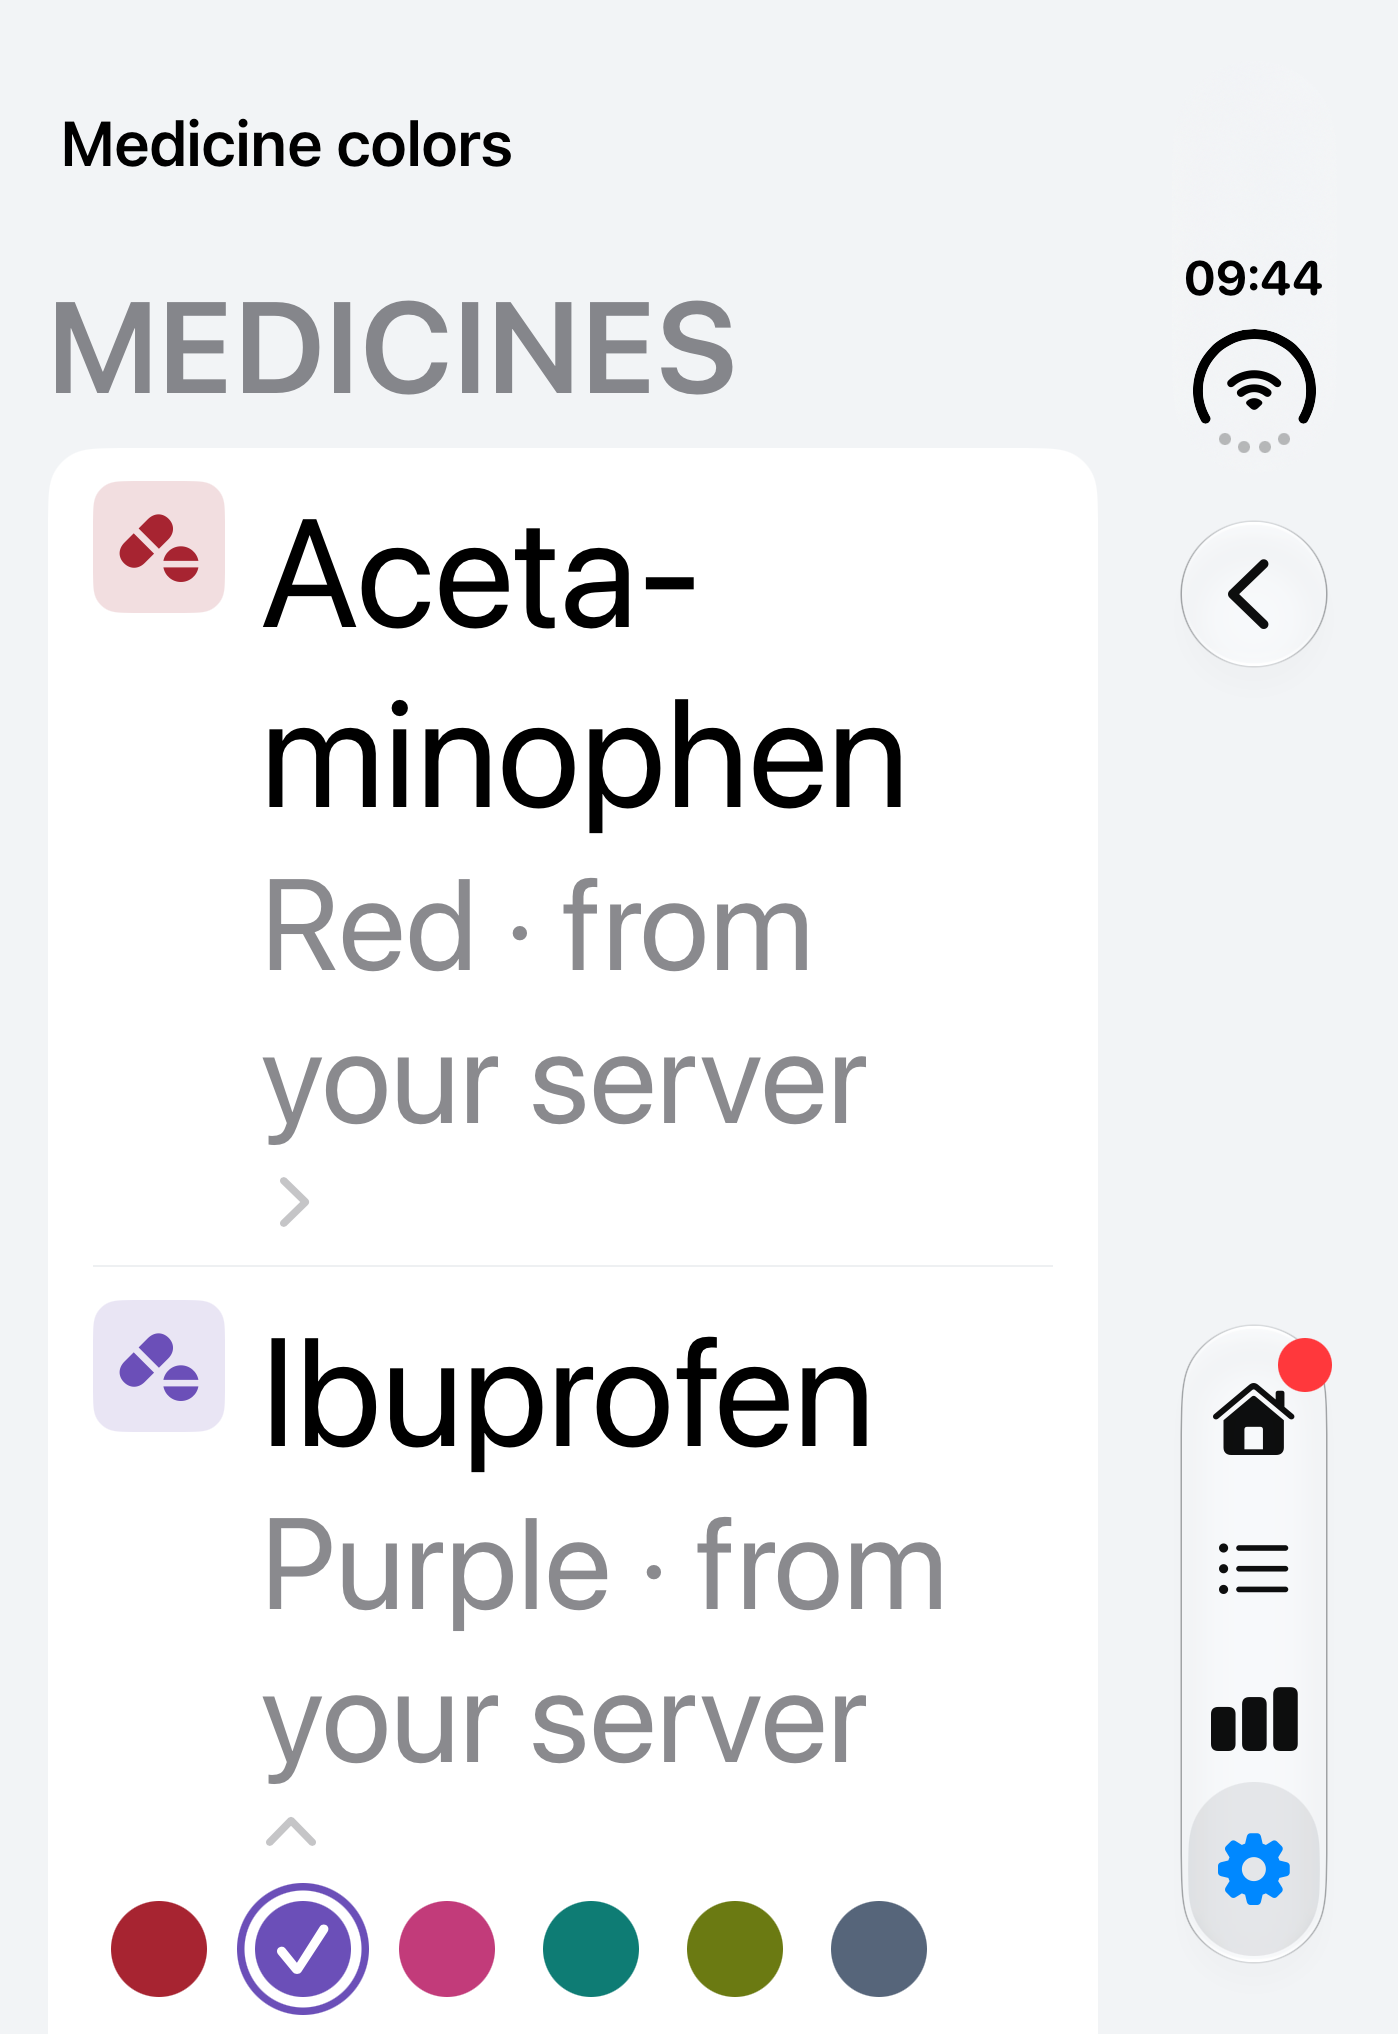 Medicine colors
09:44
MEDICINES
Aceta-
minophen
Red · from
your server
Ibuprofen
Purple · from
your server